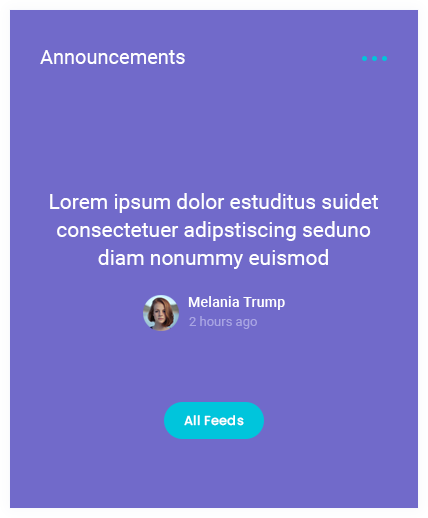 Announcements
Lorem ipsum dolor estuditus suidet
consectetuer adipstiscing seduno
diam nonummy euismod
Melania Trump
2 hours ago
All Feeds